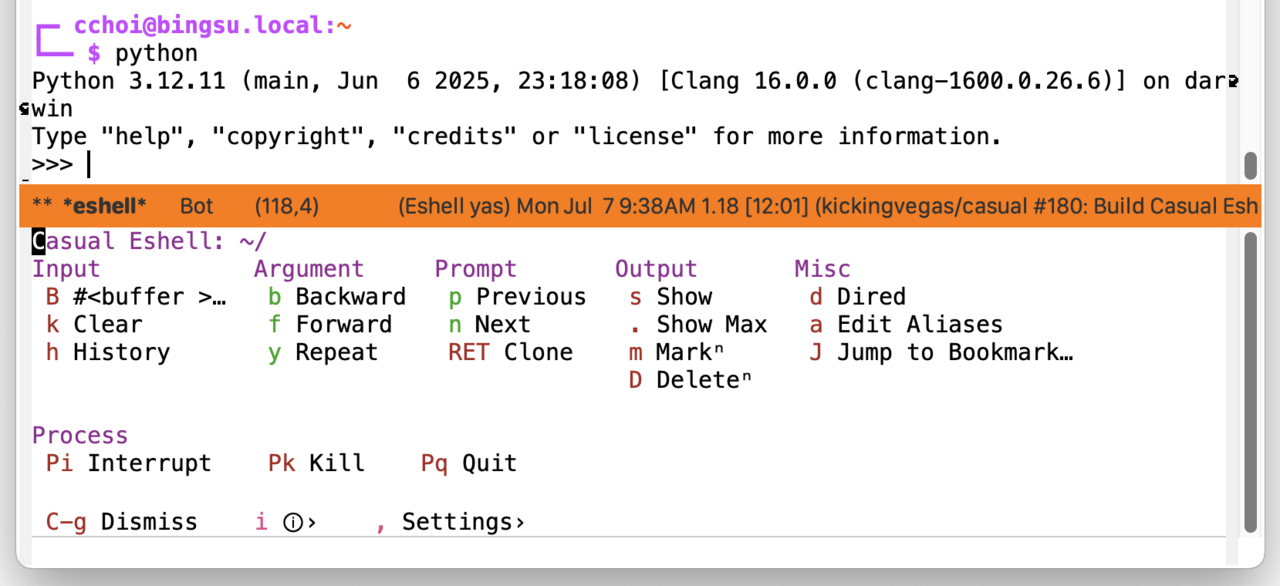 cchoi@bingsu.local:~
$ python
Python 3.12.11 (main, Jun  6 2025, 23:18:08) [Clang 16.0.0 (clang-1600.0.26.6)] on dar
win
Type "help", "copyright", "credits" or "license" for more information.
>>>
** *eshell*   Bot   (118,4)   (Eshell yas) Mon Jul  7 9:38AM 1.18 [12:01] (kickingvegas/casual #180: Build Casual Esh
Casual Eshell: ~/
Input   Argument   Prompt   Output   Misc
B #<buffer >…   b Backward   p Previous   s Show   d Dired
k Clear   f Forward   n Next   . Show Max   a Edit Aliases
h History   y Repeat   RET Clone   m Markⁿ   J Jump to Bookmark…
D Deleteⁿ
Process
Pi Interrupt   Pk Kill   Pq Quit
C-g Dismiss   i ⓘ›   , Settings›